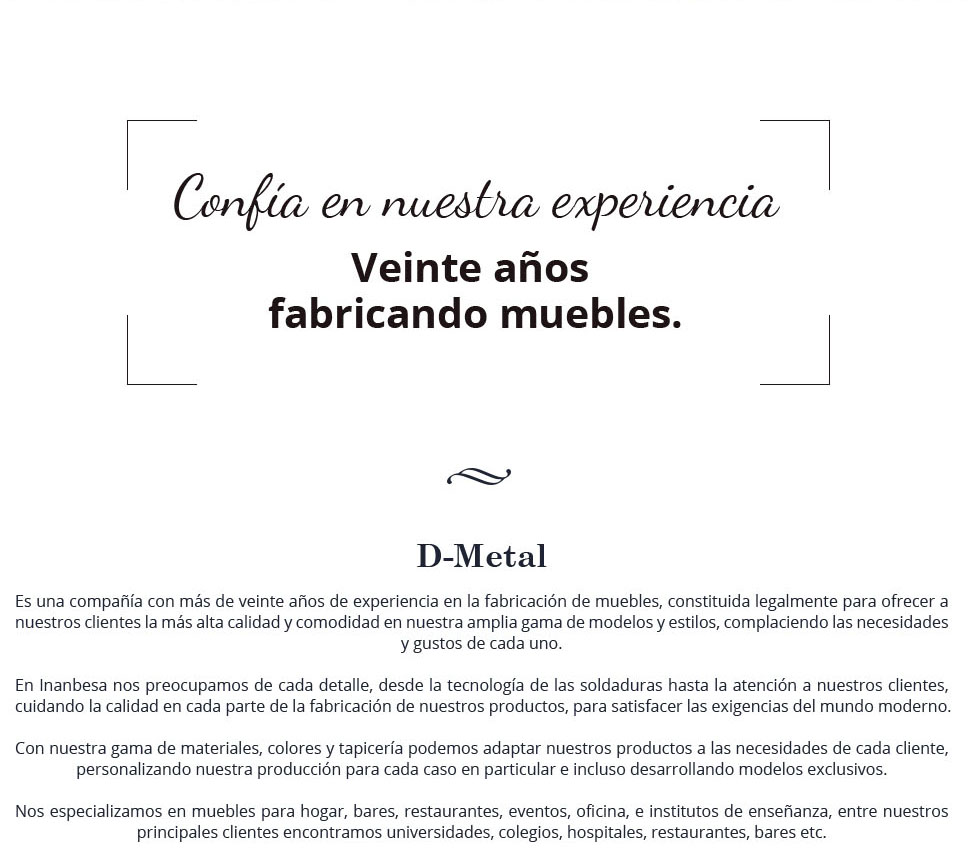 Confía en nuestra experiencia
Veinte años
fabricando muebles.
D-Metal
Es una compañía con más de veinte años de experiencia en la fabricación de muebles, constituida legalmente para ofrecer a
nuestros clientes la más alta calidad y comodidad en nuestra amplia gama de modelos y estilos, complaciendo las necesidades
y gustos de cada uno.
En Inanbesa nos preocupamos de cada detalle, desde la tecnología de las soldaduras hasta la atención a nuestros clientes,
cuidando la calidad en cada parte de la fabricación de nuestros productos, para satisfacer las exigencias del mundo moderno.
Con nuestra gama de materiales, colores y tapicería podemos adaptar nuestros productos a las necesidades de cada cliente,
personalizando nuestra producción para cada caso en particular e incluso desarrollando modelos exclusivos.
Nos especializamos en muebles para hogar, bares, restaurantes, eventos, oficina, e institutos de enseñanza, entre nuestros
principales clientes encontramos universidades, colegios, hospitales, restaurantes, bares etc.